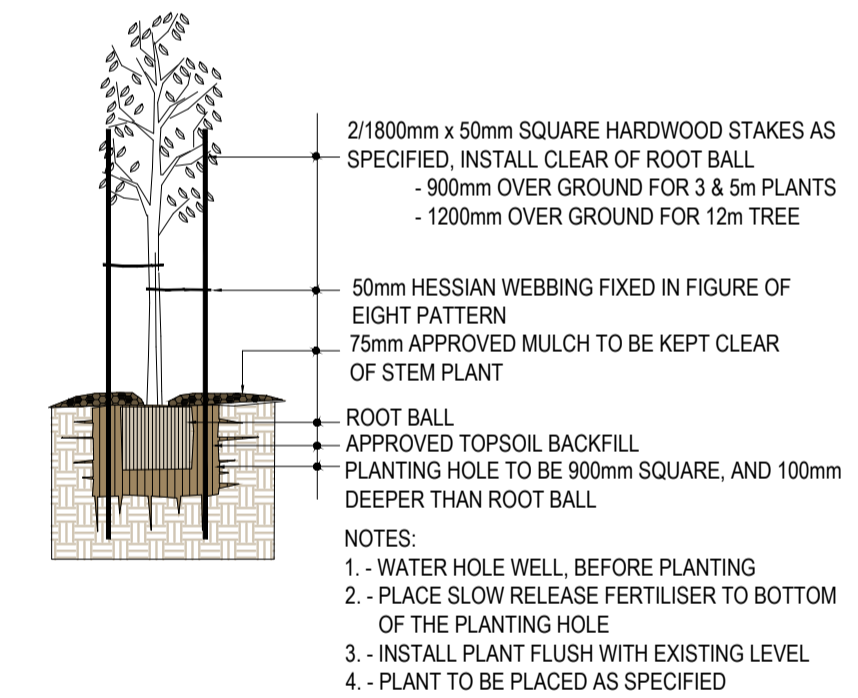 2/1800mm x 50mm SQUARE HARDWOOD STAKES AS
SPECIFIED, INSTALL CLEAR OF ROOT BALL
- 900mm OVER GROUND FOR 3 & 5m PLANTS
- 1200mm OVER GROUND FOR 12m TREE
50mm HESSIAN WEBBING FIXED IN FIGURE OF
EIGHT PATTERN
75mm APPROVED MULCH TO BE KEPT CLEAR
OF STEM PLANT
ROOT BALL
APPROVED TOPSOIL BACKFILL
PLANTING HOLE TO BE 900mm SQUARE, AND 100mm
DEEPER THAN ROOT BALL
NOTES:
1. - WATER HOLE WELL, BEFORE PLANTING
2. - PLACE SLOW RELEASE FERTILISER TO BOTTOM
OF THE PLANTING HOLE
3. - INSTALL PLANT FLUSH WITH EXISTING LEVEL
4. - PLANT TO BE PLACED AS SPECIFIED